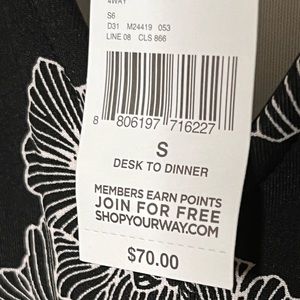 4WAY
S6
D31 M24419 053
LINE 08 CLS 866
8 806197 716227
S
DESK TO DINNER
MEMBERS EARN POINTS
JOIN FOR FREE
SHOPYOURWAY.COM
$70.00